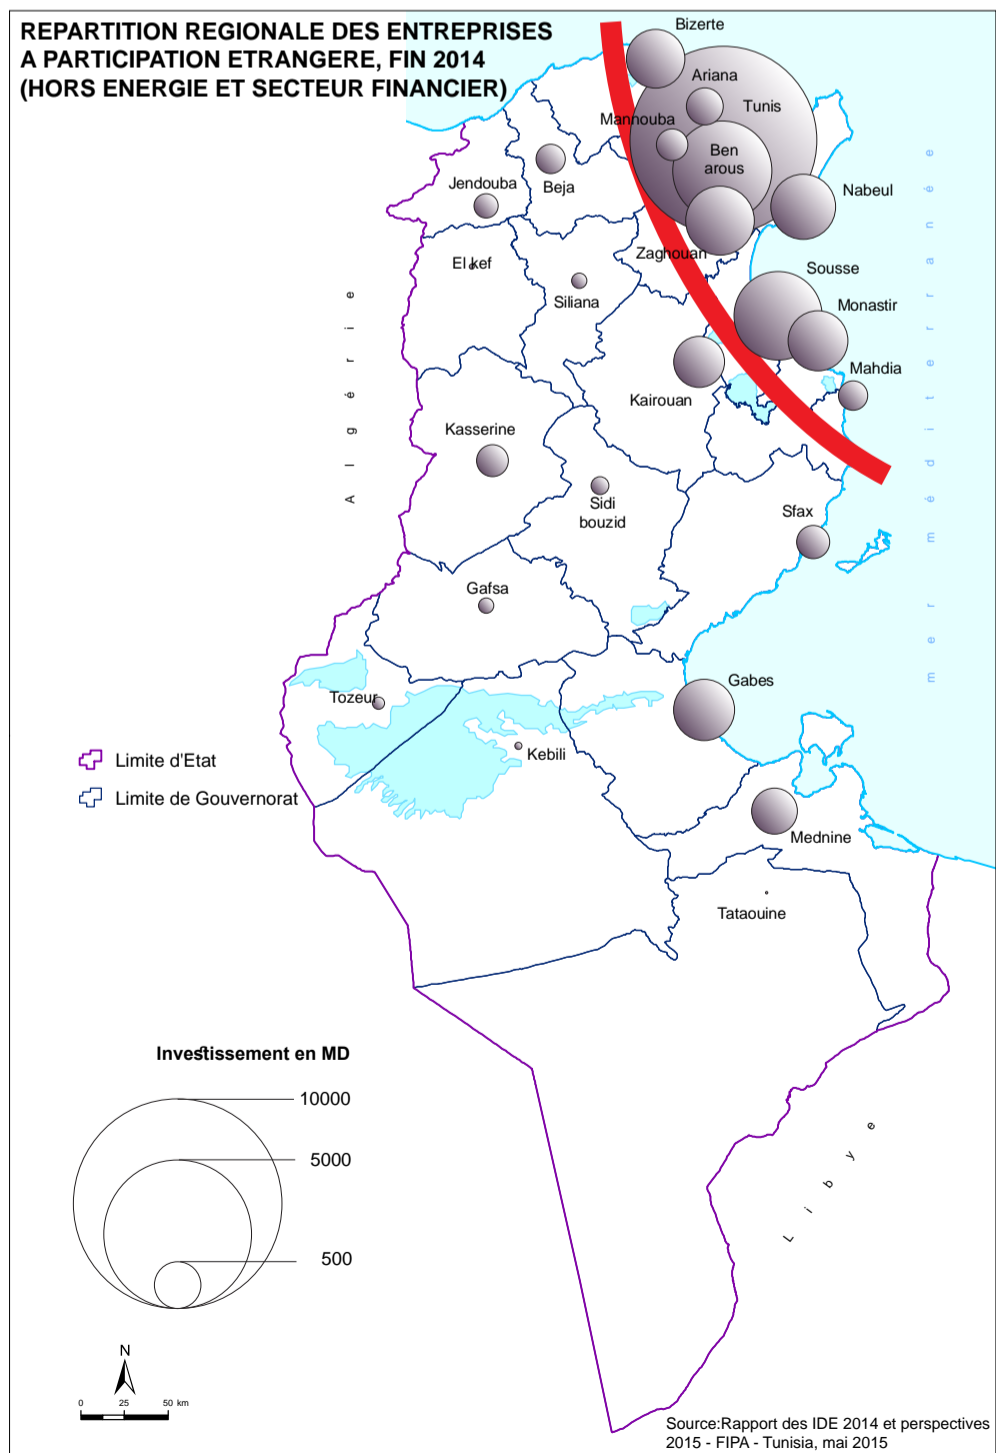 REPARTITION REGIONALE DES ENTREPRISES
A PARTICIPATION ETRANGERE, FIN 2014
(HORS ENERGIE ET SECTEUR FINANCIER)
Bizerte
Ariana
Tunis
Mannouba
Ben
arous
Nabeul
Jendouba
Beja
Zaghouan
El kef
Siliana
Sousse
Monastir
Mahdia
Kairouan
Kasserine
Sidi
bouzid
Sfax
Gafsa
Tozeur
Gabes
Kebili
Mednine
Tataouine
Algérie
mer méditerranée
Libye
Limite d'Etat
Limite de Gouvernorat
Investissement en MD
10000
5000
500
N
0 25 50 km
Source:Rapport des IDE 2014 et perspectives
2015 - FIPA - Tunisia, mai 2015